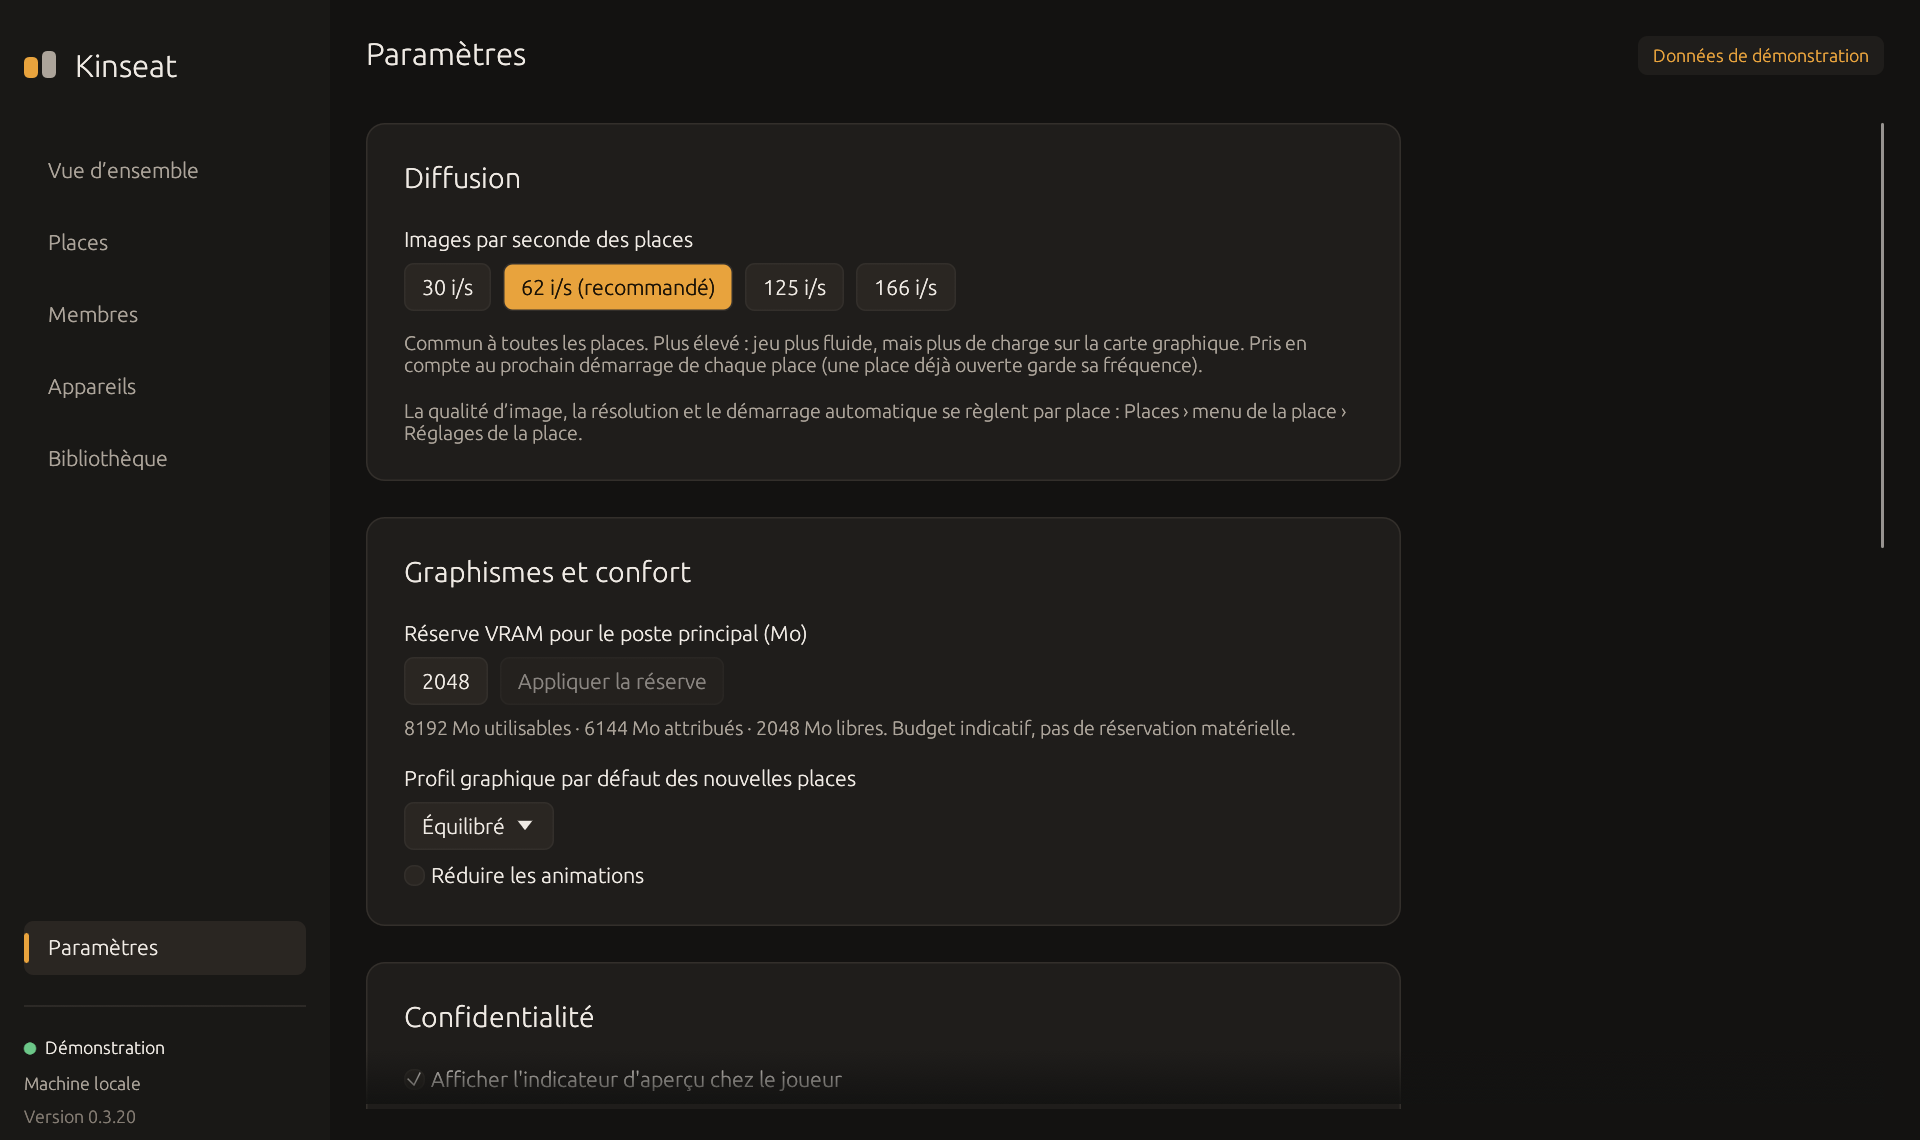 Kinseat
Vue d’ensemble
Places
Membres
Appareils
Bibliothèque
Paramètres
Démonstration
Machine locale
Version 0.3.20
Paramètres
Données de démonstration
Diffusion
Images par seconde des places
30 i/s
62 i/s (recommandé)
125 i/s
166 i/s
Commun à toutes les places. Plus élevé : jeu plus fluide, mais plus de charge sur la carte graphique. Pris en
compte au prochain démarrage de chaque place (une place déjà ouverte garde sa fréquence).
La qualité d’image, la résolution et le démarrage automatique se règlent par place : Places › menu de la place ›
Réglages de la place.
Graphismes et confort
Réserve VRAM pour le poste principal (Mo)
2048
Appliquer la réserve
8192 Mo utilisables · 6144 Mo attribués · 2048 Mo libres. Budget indicatif, pas de réservation matérielle.
Profil graphique par défaut des nouvelles places
Équilibré
Réduire les animations
Confidentialité
Afficher l'indicateur d'aperçu chez le joueur